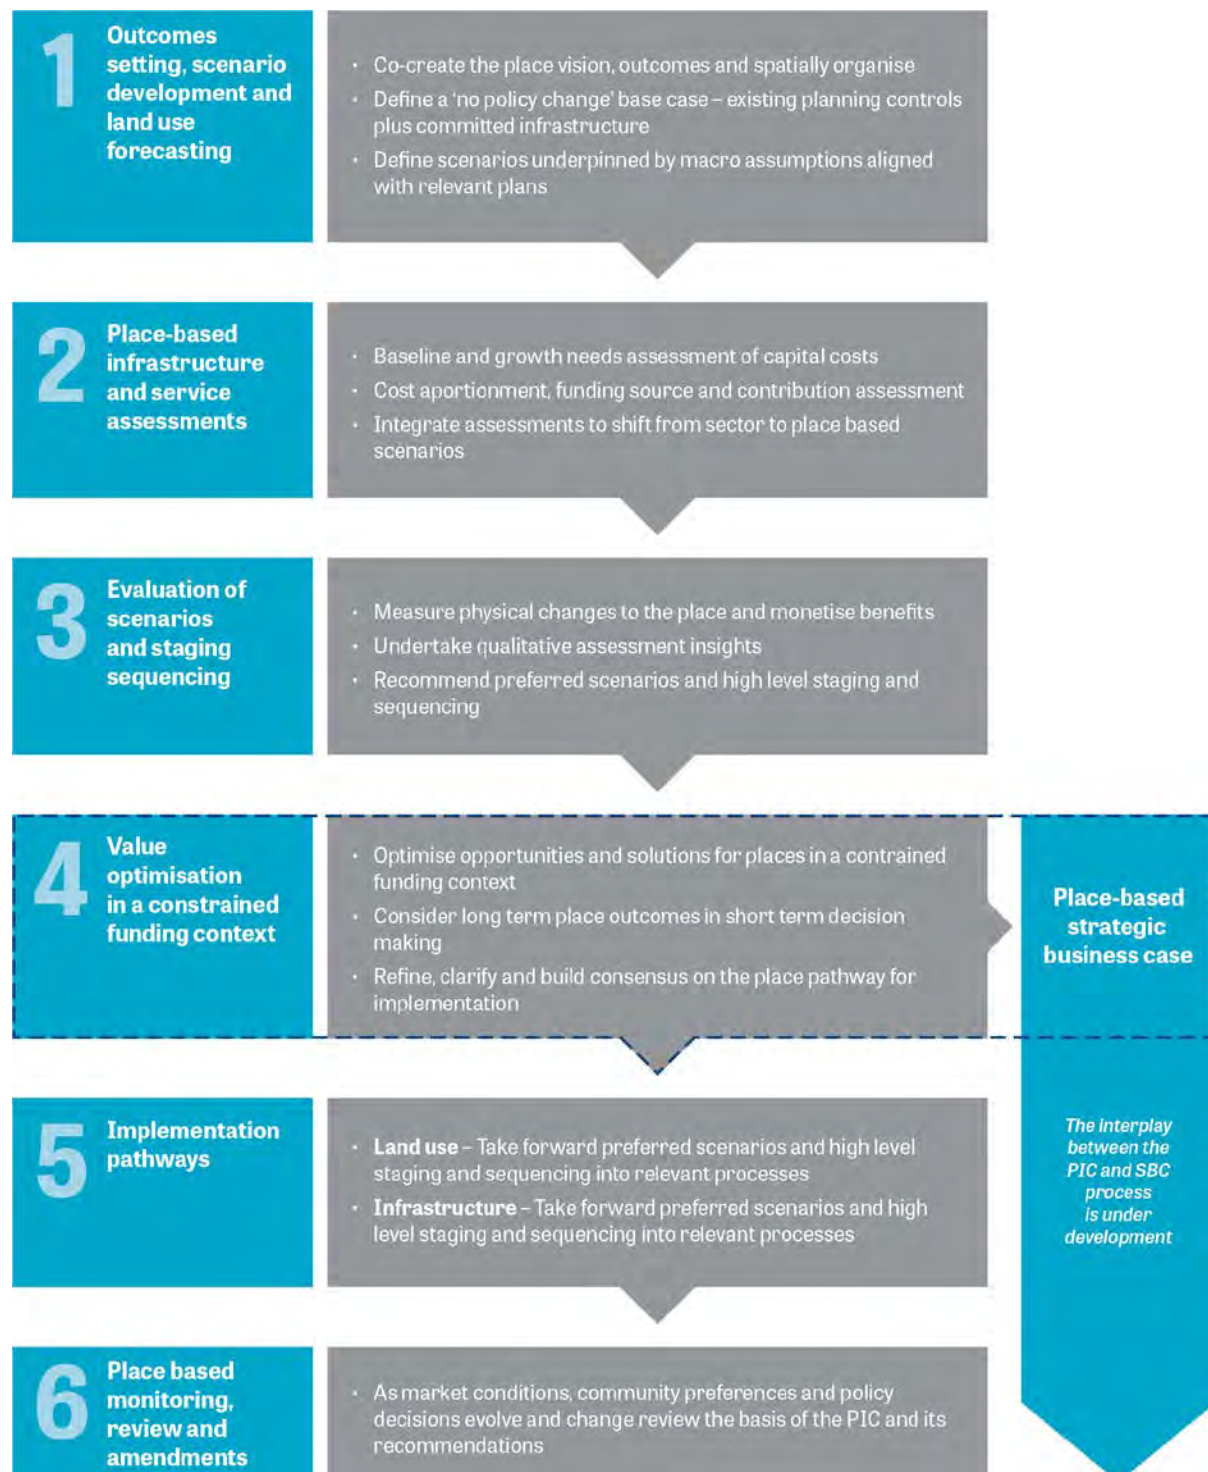 1
Outcomes
setting, scenario
development and
land use
forecasting
• Co-create the place vision, outcomes and spatially organise
• Define a ‘no policy change’ base case – existing planning controls
plus committed infrastructure
• Define scenarios underpinned by macro assumptions aligned
with relevant plans
2
Place-based
infrastructure
and service
assessments
• Baseline and growth needs assessment of capital costs
• Cost aportionment, funding source and contribution assessment
• Integrate assessments to shift from sector to place based
scenarios
3
Evaluation of
scenarios
and staging
sequencing
• Measure physical changes to the place and monetise benefits
• Undertake qualitative assessment insights
• Recommend preferred scenarios and high level staging and
sequencing
4
Value
optimisation
in a constrained
funding context
• Optimise opportunities and solutions for places in a contrained
funding context
• Consider long term place outcomes in short term decision
making
• Refine, clarify and build consensus on the place pathway for
implementation
Place-based
strategic
business case
5
Implementation
pathways
• Land use – Take forward preferred scenarios and high level
staging and sequencing into relevant processes
• Infrastructure – Take forward preferred scenarios and high
level staging and sequencing into relevant processes
The interplay
between the
PIC and SBC
process
is under
development
6
Place based
monitoring,
review and
amendments
• As market conditions, community preferences and policy
decisions evolve and change review the basis of the PIC and its
recommendations